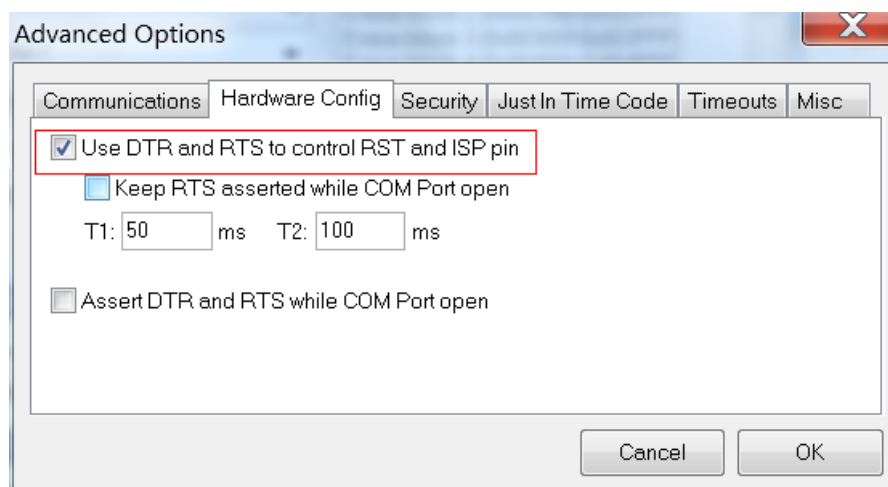 Advanced Options
Communications Hardware Config Security Just In Time Code Timeouts Misc
Use DTR and RTS to control RST and ISP pin
Keep RTS asserted while COM Port open
T1: 50 ms T2: 100 ms
Assert DTR and RTS while COM Port open
Cancel OK